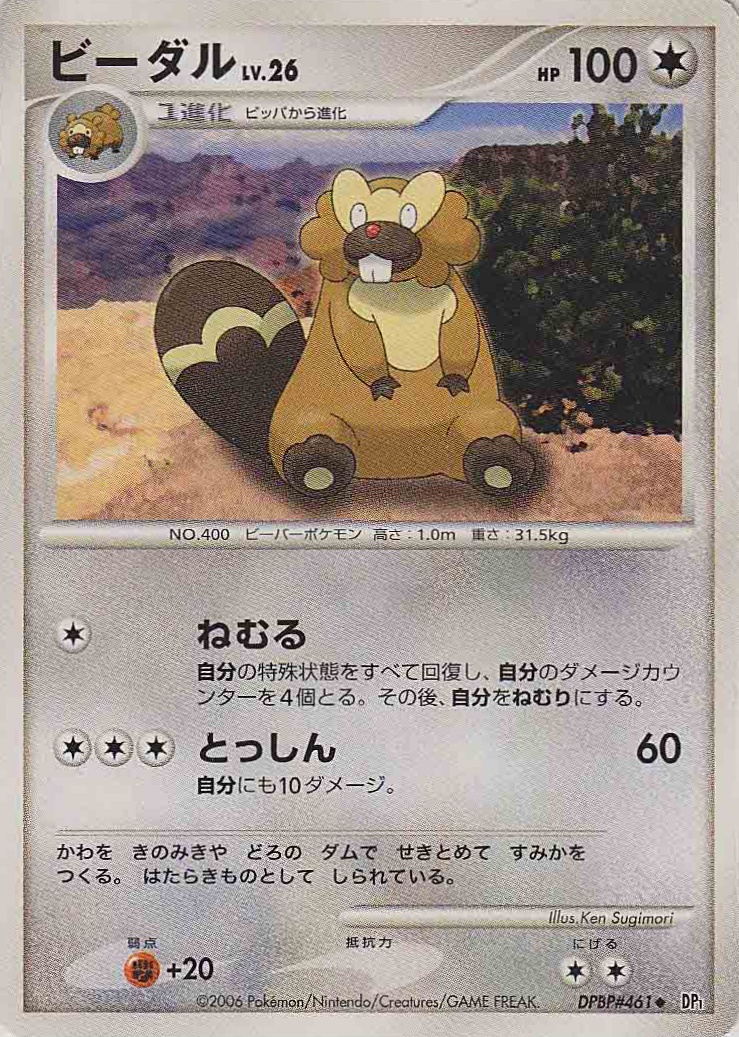 ビーダル LV.26 HP 100
1進化 ビッパから進化
NO.400 ビーバーポケモン 高さ:1.0m 重さ:31.5kg
ねむる
自分の特殊状態をすべて回復し、自分のダメージカウ
ンターを4個とる。その後、自分をねむりにする。
とっしん 60
自分にも10ダメージ。
かわを きのみきや どろの ダムで せきとめて すみかを
つくる。 はたらきものとして しられている。
Illus.Ken Sugimori
弱点 抵抗力 にげる
+20
©2006 Pokémon/Nintendo/Creatures/GAME FREAK. DPBP#461◆ DP1